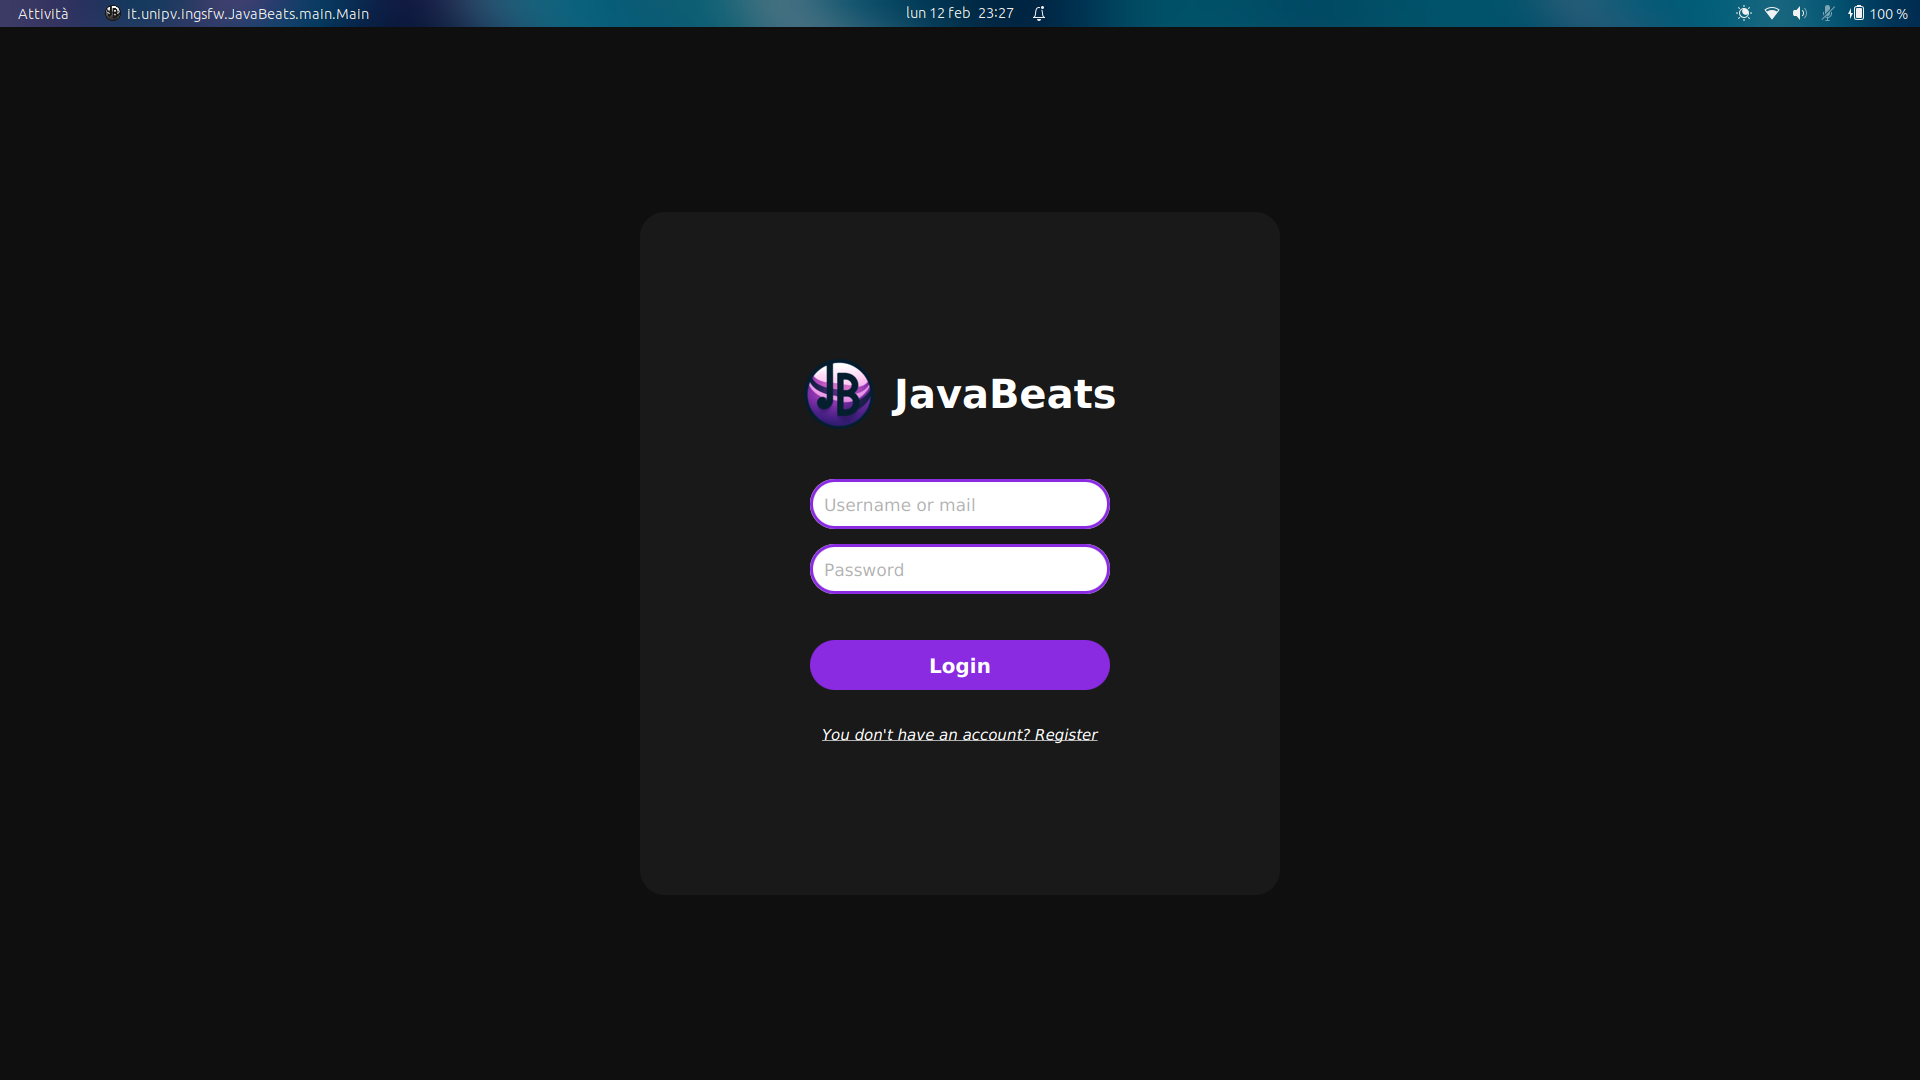 Attività it.unipv.ingsfw.JavaBeats.main.Main lun 12 feb 23:27 100 %
JB JavaBeats
Username or mail
Password
Login
You don't have an account? Register